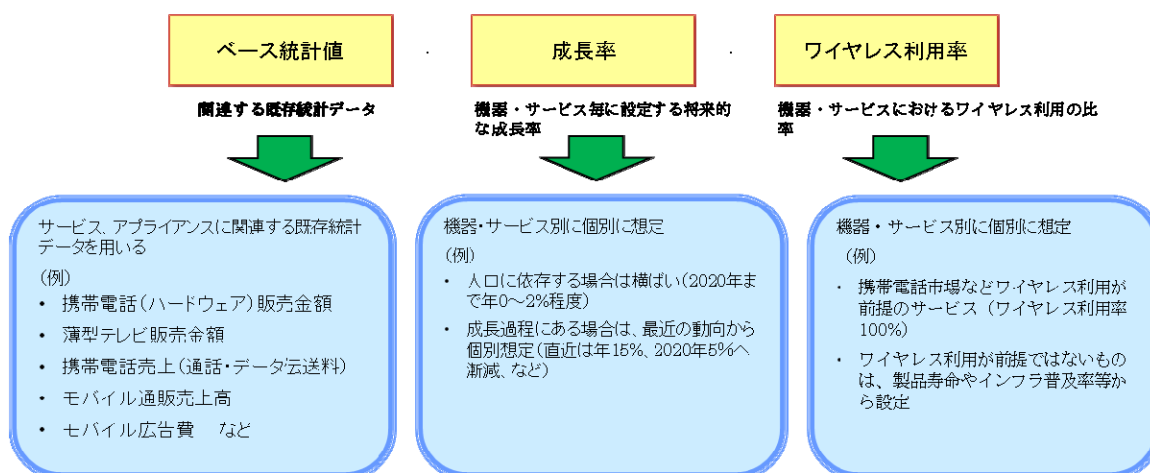 ベース統計値 ・ 成長率 ・ ワイヤレス利用率
関連する既存統計データ
機器・サービス毎に設定する将来的
な成長率
機器・サービスにおけるワイヤレス利用の比
率
サービス、アプライアンスに関連する既存統計
データを用いる
(例)
• 携帯電話(ハードウェア)販売金額
• 薄型テレビ販売金額
• 携帯電話売上(通話・データ伝送料)
• モバイル通販売上高
• モバイル広告費 など
機器・サービス別に個別に想定
(例)
• 人口に依存する場合は横ばい(2020年ま
で年0~2%程度)
• 成長過程にある場合は、最近の動向から
個別想定(直近は年15%、2020年5%へ
漸減、など)
機器・サービス別に個別に想定
(例)
・ 携帯電話市場などワイヤレス利用が
前提のサービス(ワイヤレス利用率
100%)
・ ワイヤレス利用が前提ではないもの
は、製品寿命やインフラ普及率等か
ら設定